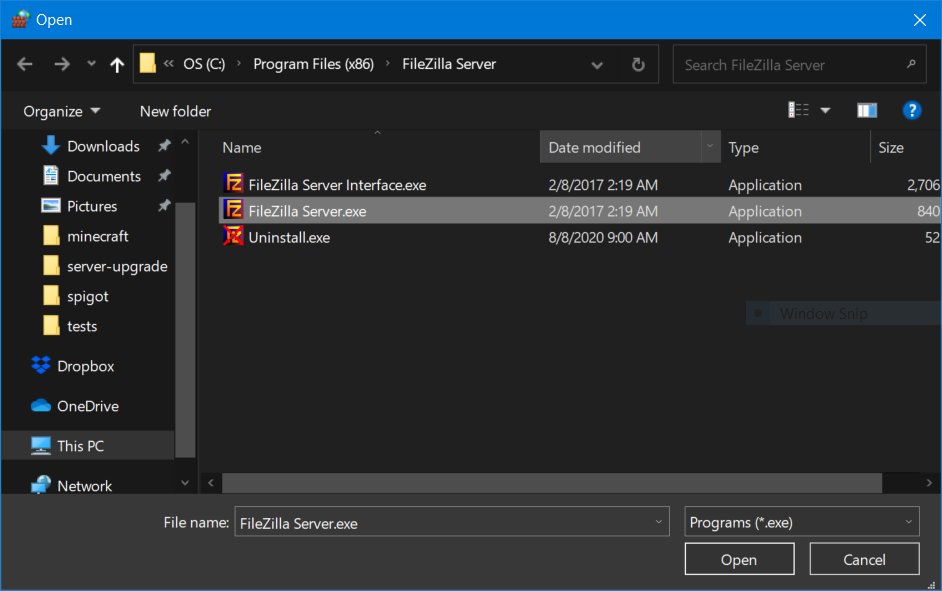 Open
« OS (C:) › Program Files (x86) › FileZilla Server
Search FileZilla Server
Organize
New folder
?
Name Date modified Type Size
Downloads
Documents
Pictures
minecraft
server-upgrade
spigot
tests
Dropbox
OneDrive
This PC
Network
FileZilla Server Interface.exe 2/8/2017 2:19 AM Application 2,706
FileZilla Server.exe 2/8/2017 2:19 AM Application 840
Uninstall.exe 8/8/2020 9:00 AM Application 52
Window Snip
File name: FileZilla Server.exe
Programs (*.exe)
Open
Cancel